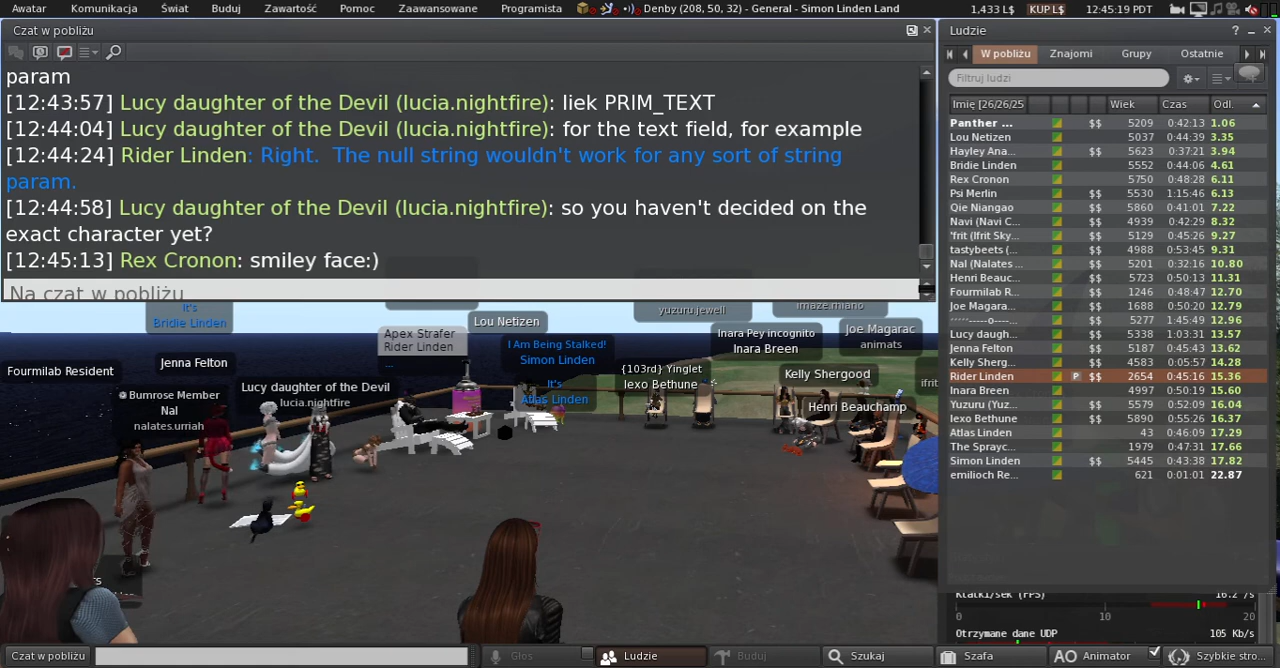 Awatar Komunikacja Świat Buduj Zawartość Pomoc Zaawansowane Programista Denby (208, 50, 32) - General - Simon Linden Land 1,433 L$ KUP L$ 12:45:19 PDT
Czat w pobliżu
param
[12:43:57] Lucy daughter of the Devil (lucia.nightfire): liek PRIM_TEXT
[12:44:04] Lucy daughter of the Devil (lucia.nightfire): for the text field, for example
[12:44:24] Rider Linden: Right. The null string wouldn't work for any sort of string
param.
[12:44:58] Lucy daughter of the Devil (lucia.nightfire): so you haven't decided on the
exact character yet?
[12:45:13] Rex Cronon: smiley face:)
Na czat w pobliżu
It's
Bridie Linden
yuzuru jewell
imaze miano
Lou Netizen
Apex Strafer
Rider Linden
...
I Am Being Stalked!
Simon Linden
Inara Pey incognito
Inara Breen
Joe Magarac
animats
Jenna Felton
Fourmilab Resident
{103rd} Yinglet
Iexo Bethune
Kelly Shergood
ifrit
It's
Atlas Linden
Bumrose Member
Nal
nalates.urriah
Lucy daughter of the Devil
lucia.nightfire
Henri Beauchamp
Ludzie
W pobliżu Znajomi Grupy Ostatnie
Filtruj ludzi
Imię [26/26/25 Wiek Czas Odl.
Panther ... $$ 5209 0:42:13 1.06
Lou Netizen 5037 0:44:39 3.35
Hayley Ana... $$ 5623 0:37:21 3.94
Bridie Linden 5552 0:44:06 4.61
Rex Cronon 5750 0:48:28 6.11
Psi Merlin $$ 5530 1:15:46 6.13
Qie Niangao $$ 5860 0:41:01 7.22
Navi (Navi C... $$ 4939 0:42:29 8.32
'frit (Ifrit Sky... $$ 5129 0:45:26 9.27
tastybeets (... $$ 4988 0:53:45 9.31
Nal (Nalates ... $$ 5201 0:32:16 10.80
Henri Beauc... $$ 5723 0:50:13 11.31
Fourmilab R... $$ 1246 0:48:47 12.70
Joe Magara... $$ 1688 0:50:20 12.79
$$ 5277 1:45:49 12.96
Lucy daugh... $$ 5338 1:03:31 13.57
Jenna Felton $$ 5187 0:45:43 13.62
Kelly Sherg... $$ 4583 0:05:57 14.28
Rider Linden P $$ 2654 0:45:16 15.36
Inara Breen 4997 0:50:19 15.60
Yuzuru (Yuz... $$ 5579 0:52:09 16.04
Iexo Bethune $$ 5890 0:55:26 16.37
Atlas Linden 43 0:46:09 17.29
The Sprayc... 1979 0:47:31 17.66
Simon Linden $$ 5445 0:43:38 17.82
emilioch Re... 621 0:01:01 22.87
Klatki/sek (FPS) 16.2 /s
0 10 20
Otrzymane dane UDP 105 Kb/s
Czat w pobliżu Głos Ludzie Buduj Szukaj Szafa AO Animator Szybkie stro...